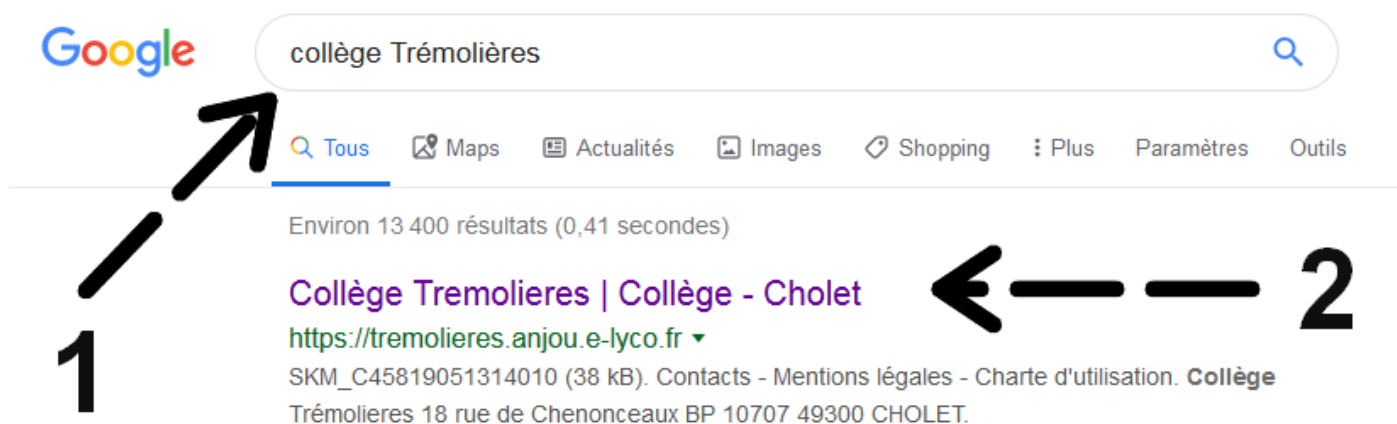 Google collège Trémolières
Tous Maps Actualités Images Shopping Plus Paramètres Outils
Environ 13 400 résultats (0,41 secondes)
Collège Tremolieres | Collège - Cholet
2
https://tremolieres.anjou.e-lyco.fr
1
SKM_C45819051314010 (38 kB). Contacts - Mentions légales - Charte d'utilisation. Collège
Trémolieres 18 rue de Chenonceaux BP 10707 49300 CHOLET.